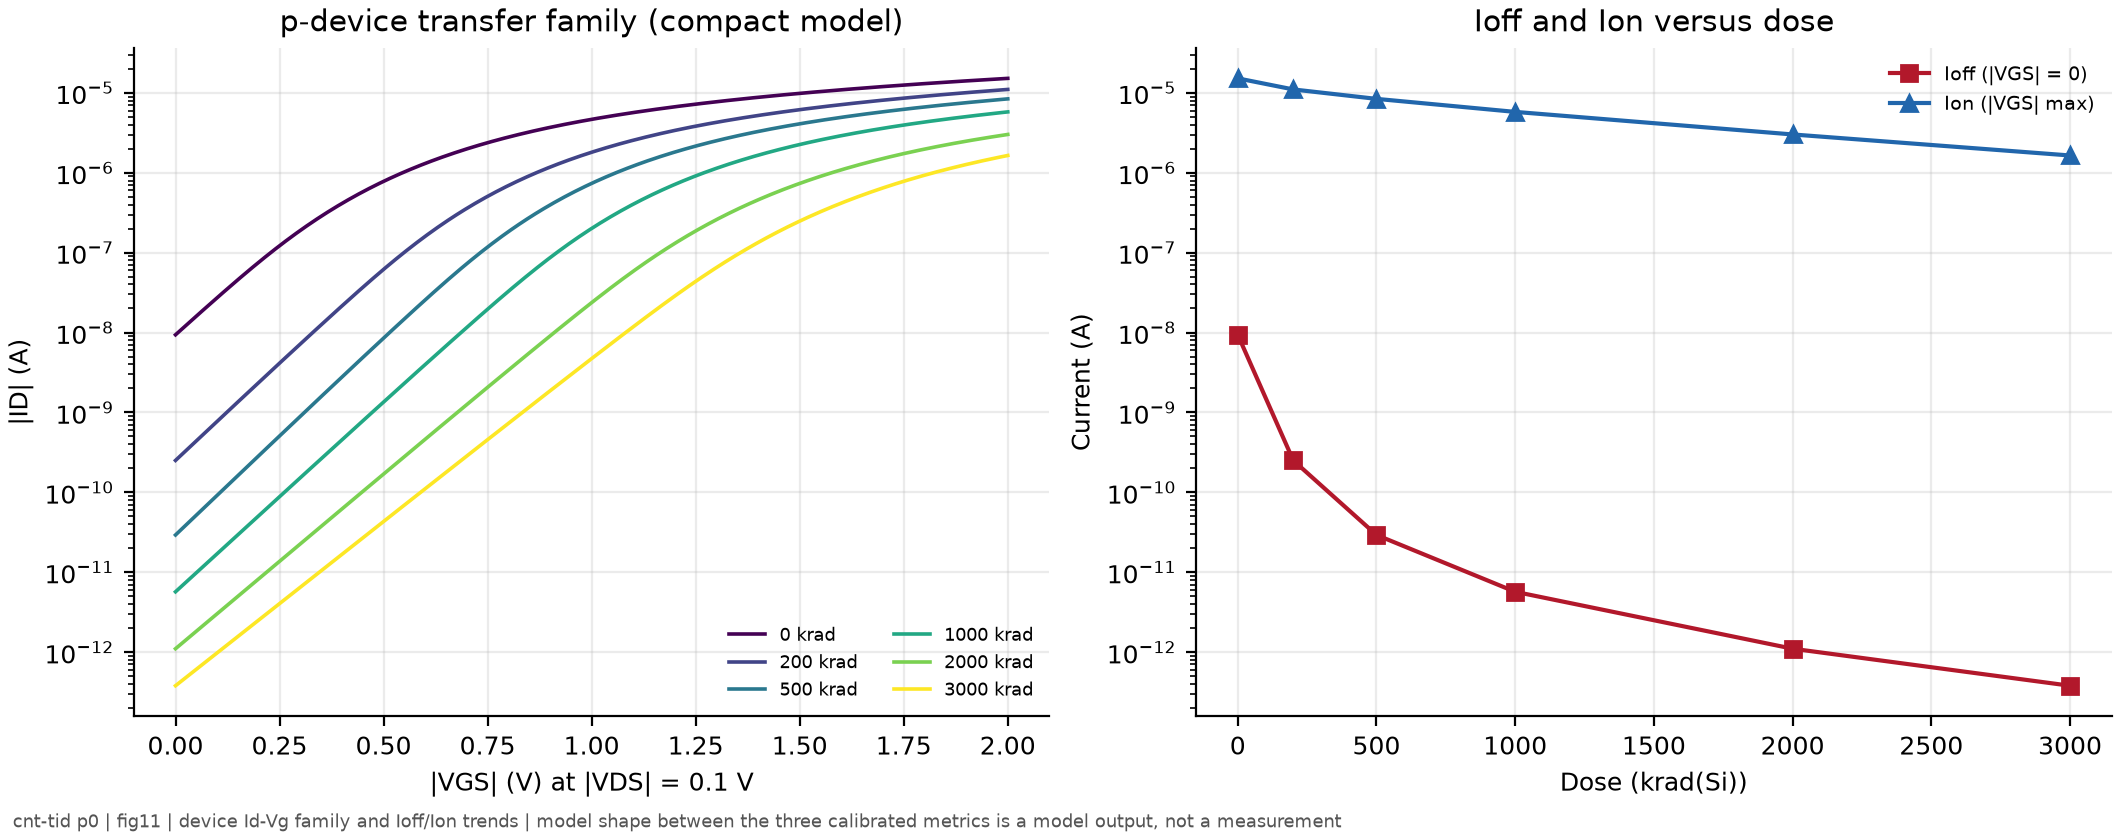 p-device transfer family (compact model)
|ID| (A)
10⁻⁵
10⁻⁶
10⁻⁷
10⁻⁸
10⁻⁹
10⁻¹⁰
10⁻¹¹
10⁻¹²
0.00 0.25 0.50 0.75 1.00 1.25 1.50 1.75 2.00
|VGS| (V) at |VDS| = 0.1 V
0 krad
200 krad
500 krad
1000 krad
2000 krad
3000 krad
Ioff and Ion versus dose
Current (A)
10⁻⁵
10⁻⁶
10⁻⁷
10⁻⁸
10⁻⁹
10⁻¹⁰
10⁻¹¹
10⁻¹²
0 500 1000 1500 2000 2500 3000
Dose (krad(Si))
Ioff (|VGS| = 0)
Ion (|VGS| max)
cnt-tid p0 | fig11 | device Id-Vg family and Ioff/Ion trends | model shape between the three calibrated metrics is a model output, not a measurement